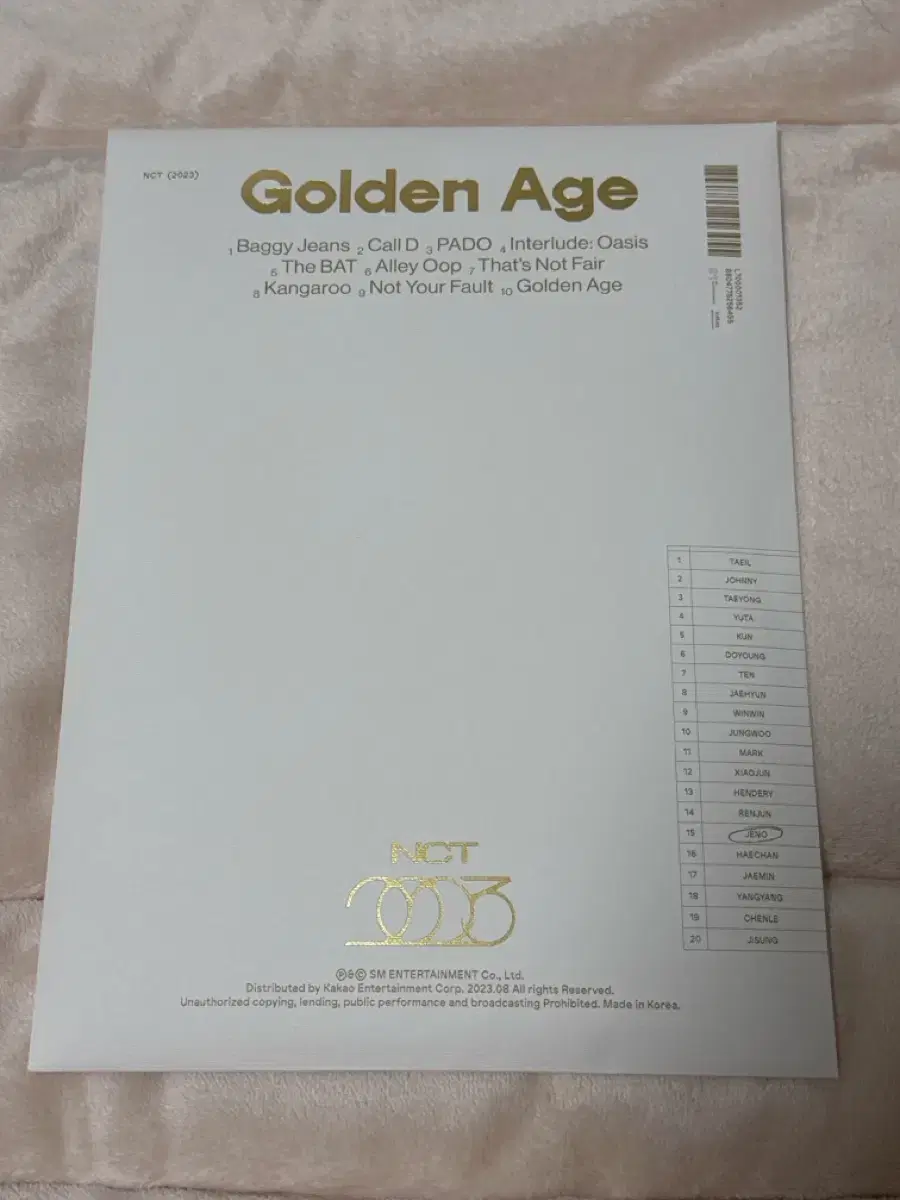 NCT (2023)
Golden Age
1 Baggy Jeans 2 Call D 3 PADO 4 Interlude: Oasis
5 The BAT 6 Alley Oop 7 That's Not Fair
8 Kangaroo 9 Not Your Fault 10 Golden Age
1 TAEIL
2 JOHNNY
3 TAEYONG
4 YUTA
5 KUN
6 DOYOUNG
7 TEN
8 JAEHYUN
9 WINWIN
10 JUNGWOO
11 MARK
12 XIAOJUN
13 HENDERY
14 RENJUN
15 JENO
16 HAECHAN
17 JAEMIN
18 YANGYANG
19 CHENLE
20 JISUNG
NCT
2023
Ⓟ&© SM ENTERTAINMENT Co., Ltd.
Distributed by Kakao Entertainment Corp. 2023.08 All rights Reserved.
Unauthorized copying, lending, public performance and broadcasting Prohibited. Made in Korea.